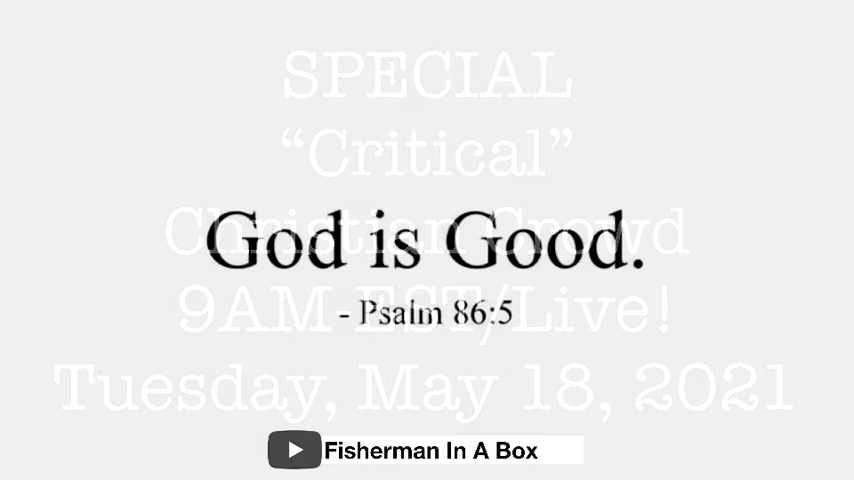 SPECIAL
“Critical”
Christian Crowd
God is Good.
9AM EST/Live!
- Psalm 86:5
Tuesday, May 18, 2021
Fisherman In A Box